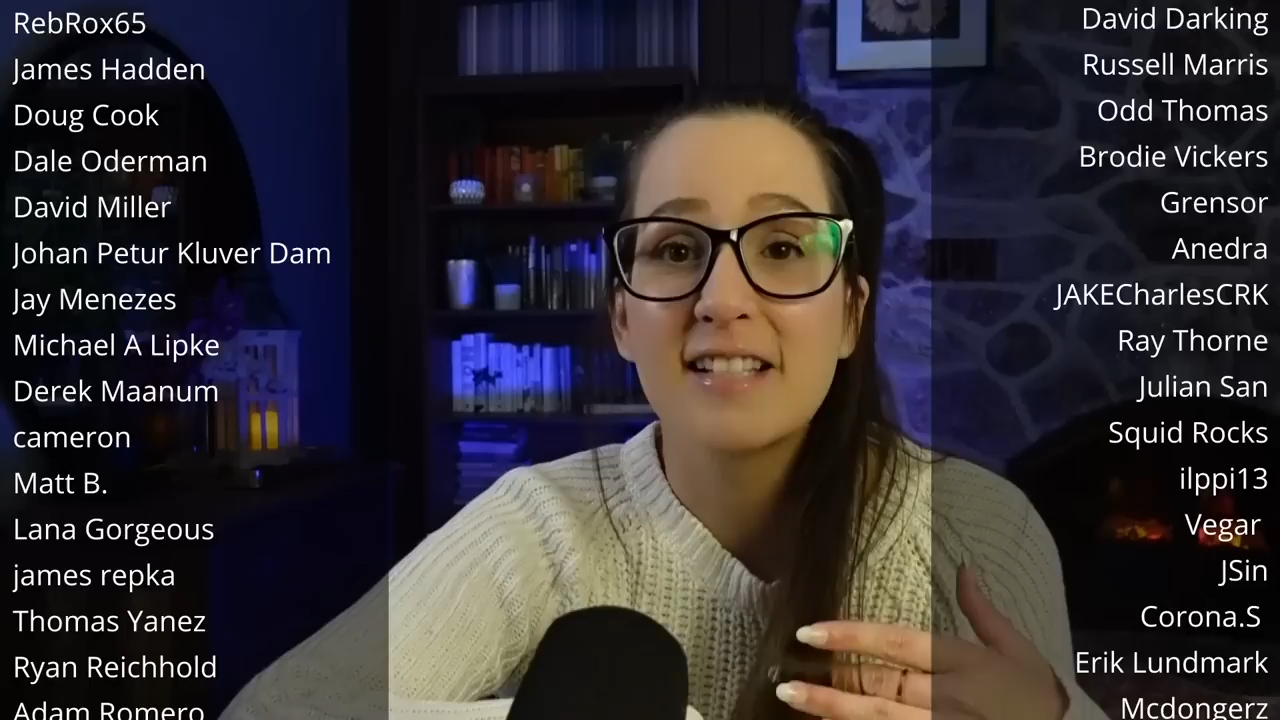 RebRox65
James Hadden
Doug Cook
Dale Oderman
David Miller
Johan Petur Kluver Dam
Jay Menezes
Michael A Lipke
Derek Maanum
cameron
Matt B.
Lana Gorgeous
james repka
Thomas Yanez
Ryan Reichhold
Adam Romero
David Darking
Russell Marris
Odd Thomas
Brodie Vickers
Grensor
Anedra
JAKECharlesCRK
Ray Thorne
Julian San
Squid Rocks
ilppi13
Vegar
JSin
Corona.S
Erik Lundmark
Mcdongerz